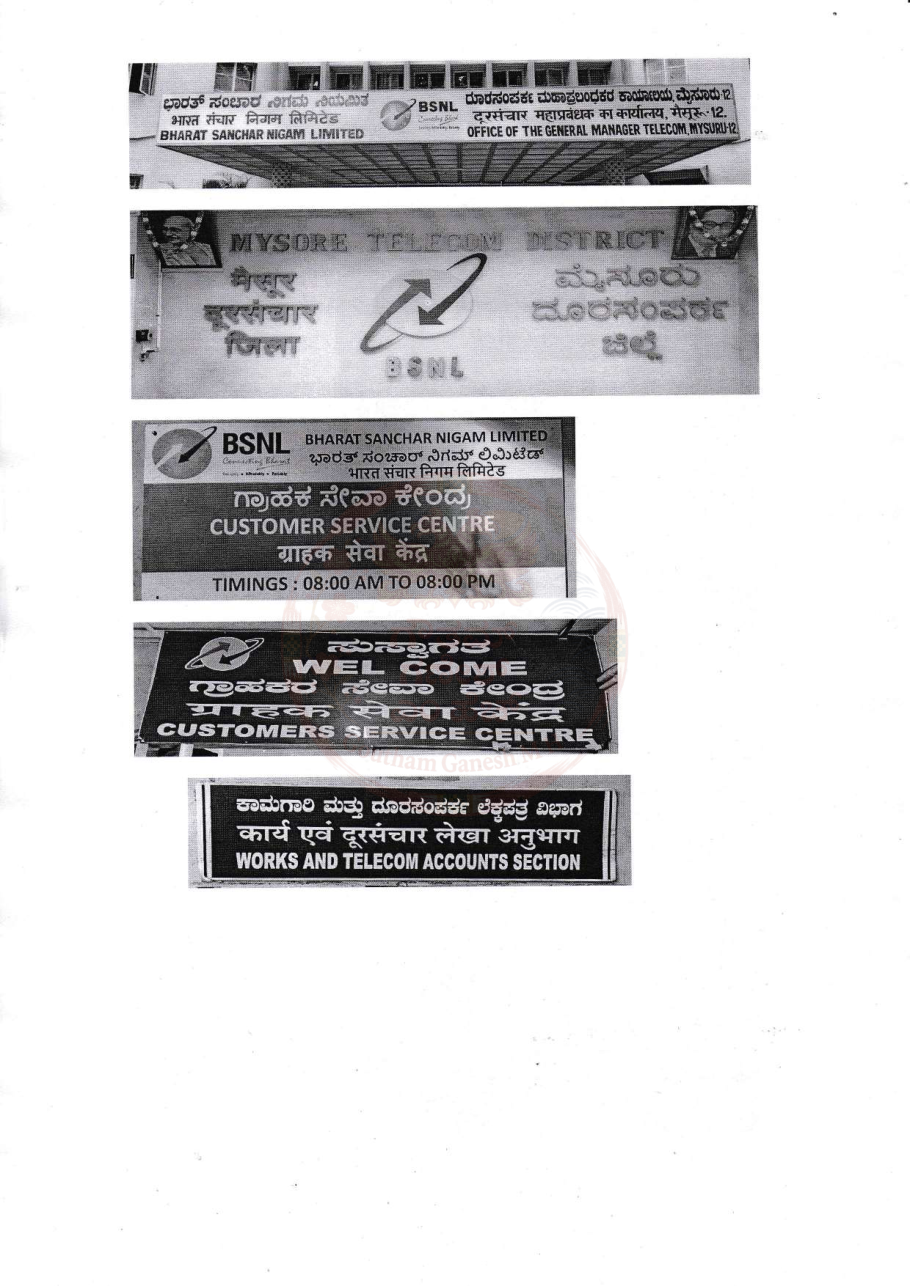 ಭಾರತ್ ಸಂಚಾರ ನಿಗಮ ನಿಯಮಿತ
भारत संचार निगम लिमिटेड
BHARAT SANCHAR NIGAM LIMITED
BSNL
Connecting Bharat
ದೂರಸಂಪರ್ಕ ಮಹಾಪ್ರಬಂಧಕರ ಕಾರ್ಯಾಲಯ, ಮೈಸೂರು-12
दूरसंचार महाप्रबंधक का कार्यालय, मैसुरू-12.
OFFICE OF THE GENERAL MANAGER TELECOM, MYSURU-12
MYSORE TELECOM DISTRICT
मैसूर
दूरसंचार
जिला
BSNL
ಮೈಸೂರು
ದೂರಸಂಪರ್ಕ
ಜಿಲ್ಲೆ
BSNL
Connecting Bharat
BHARAT SANCHAR NIGAM LIMITED
ಭಾರತ್ ಸಂಚಾರ್ ನಿಗಮ್ ಲಿಮಿಟೆಡ್
भारत संचार निगम लिमिटेड
ಗ್ರಾಹಕ ಸೇವಾ ಕೇಂದ್ರ
CUSTOMER SERVICE CENTRE
ग्राहक सेवा केंद्र
TIMINGS : 08:00 AM TO 08:00 PM
ಸುಸ್ವಾಗತ
WEL COME
ಗ್ರಾಹಕರ ಸೇವಾ ಕೇಂದ್ರ
ग्राहक सेवा केंद्र
CUSTOMERS SERVICE CENTRE
ಕಾಮಗಾರಿ ಮತ್ತು ದೂರಸಂಪರ್ಕ ಲೆಕ್ಕಪತ್ರ ವಿಭಾಗ
कार्य एवं दूरसंचार लेखा अनुभाग
WORKS AND TELECOM ACCOUNTS SECTION